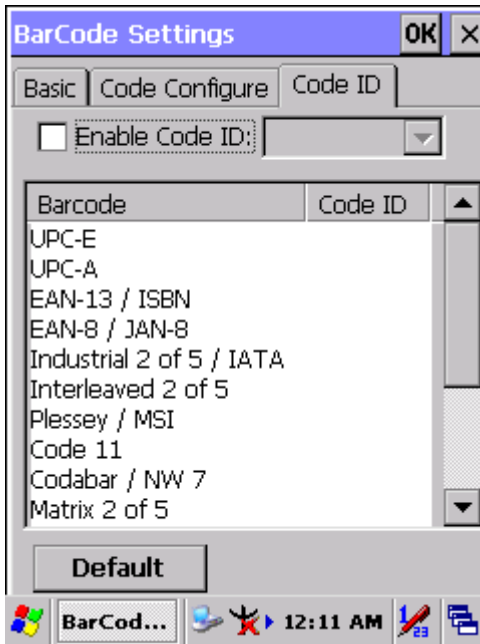 BarCode Settings OK ×
Basic Code Configure Code ID
Enable Code ID:
Barcode Code ID
UPC-E
UPC-A
EAN-13 / ISBN
EAN-8 / JAN-8
Industrial 2 of 5 / IATA
Interleaved 2 of 5
Plessey / MSI
Code 11
Codabar / NW 7
Matrix 2 of 5
Default
BarCod... 12:11 AM 1/23